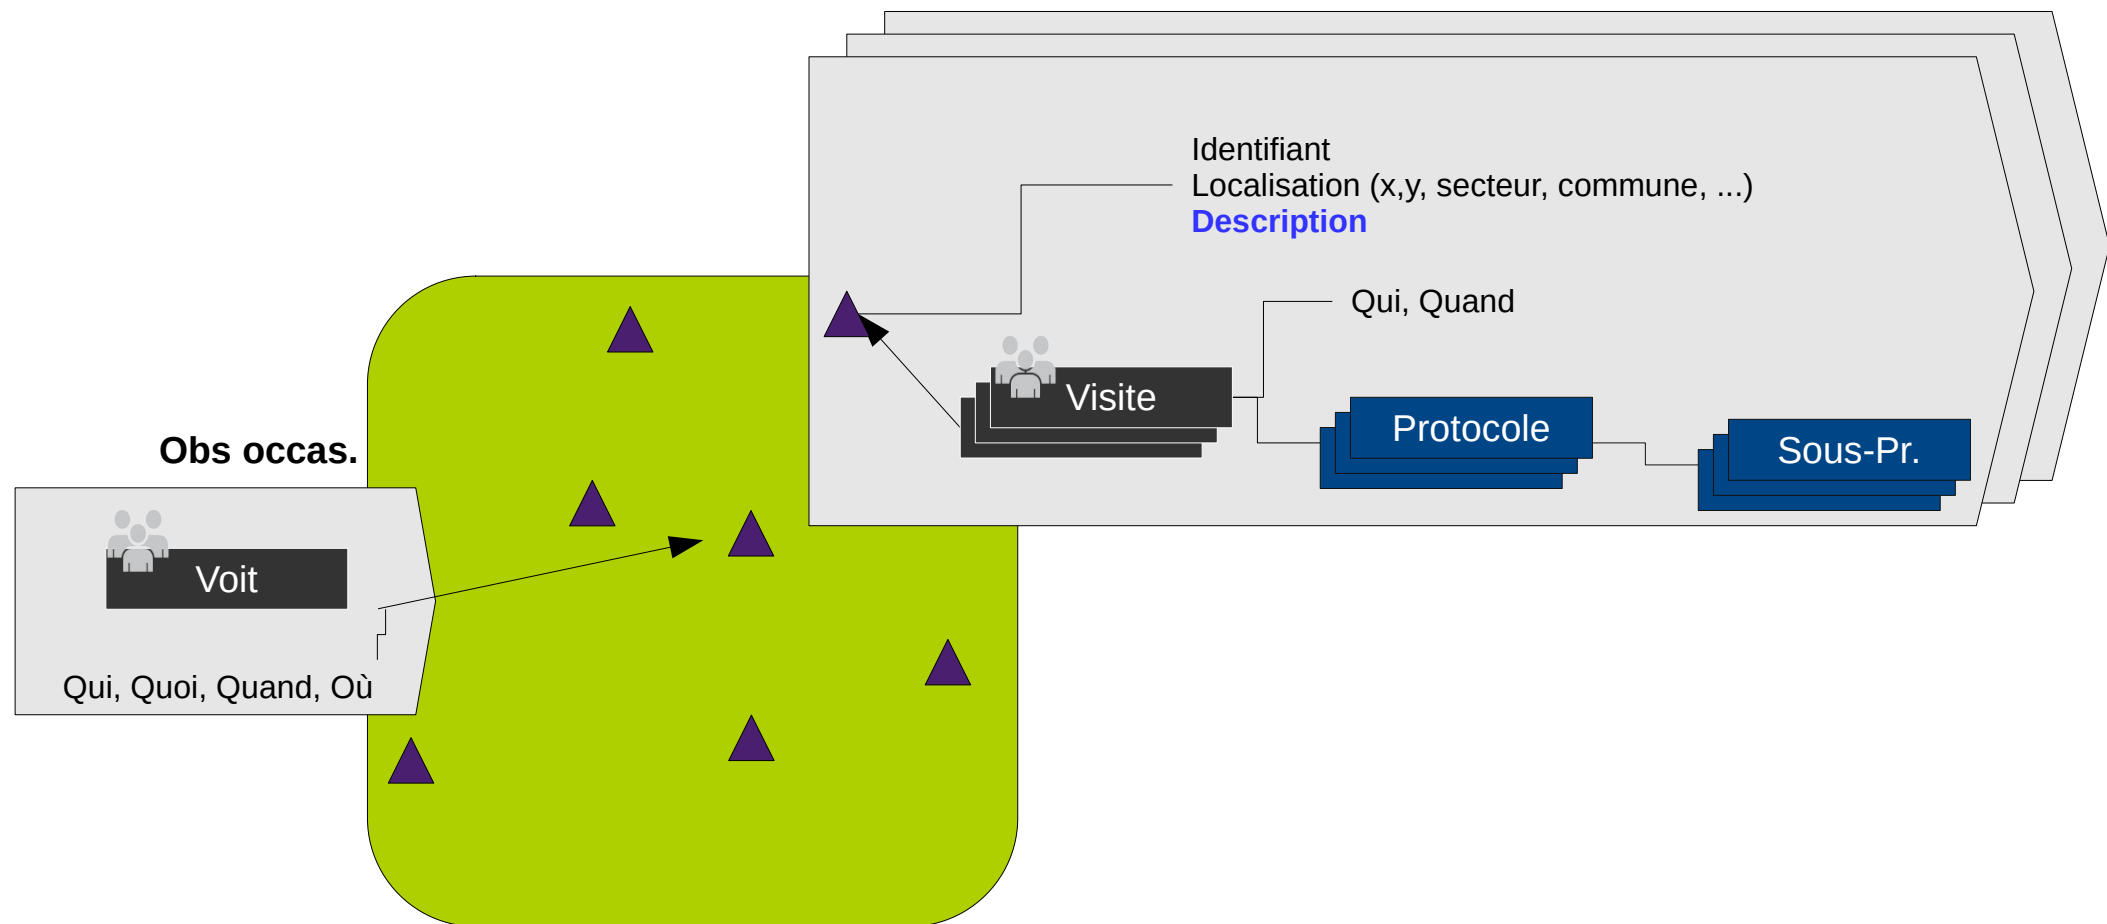 Identifiant
Localisation (x,y, secteur, commune, ...)
Description
Qui, Quand
Visite
Protocole
Sous-Pr.
Obs occas.
Voit
Qui, Quoi, Quand, Où